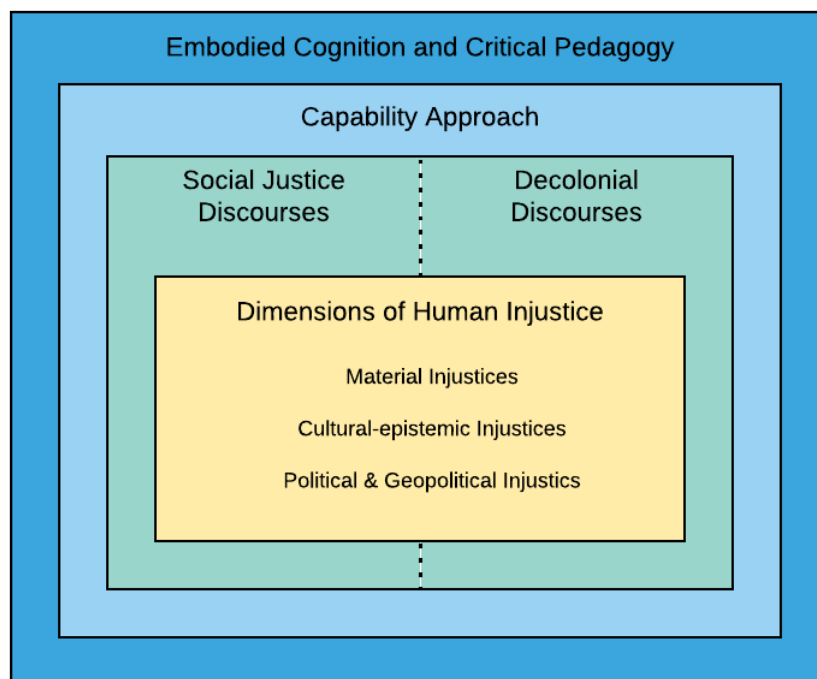 Embodied Cognition and Critical Pedagogy
Capability Approach
Social Justice
Discourses
Decolonial
Discourses
Dimensions of Human Injustice
Material Injustices
Cultural-epistemic Injustices
Political & Geopolitical Injustics